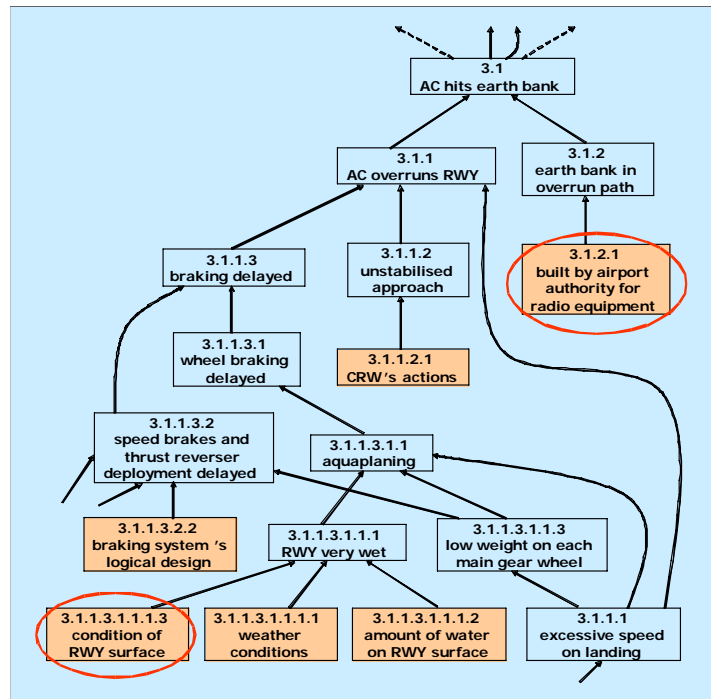 3.1
AC hits earth bank
3.1.1
AC overruns RWY
3.1.2
earth bank in
overrun path
3.1.1.3
braking delayed
3.1.1.2
unstabilised
approach
3.1.2.1
built by airport
authority for
radio equipment
3.1.1.3.1
wheel braking
delayed
3.1.1.2.1
CRW's actions
3.1.1.3.2
speed brakes and
thrust reverser
deployment delayed
3.1.1.3.1.1
aquaplaning
3.1.1.3.2.2
braking system 's
logical design
3.1.1.3.1.1.1
RWY very wet
3.1.1.3.1.1.3
low weight on each
main gear wheel
3.1.1.3.1.1.1.3
condition of
RWY surface
3.1.1.3.1.1.1.1
weather
conditions
3.1.1.3.1.1.1.2
amount of water
on RWY surface
3.1.1.1
excessive speed
on landing